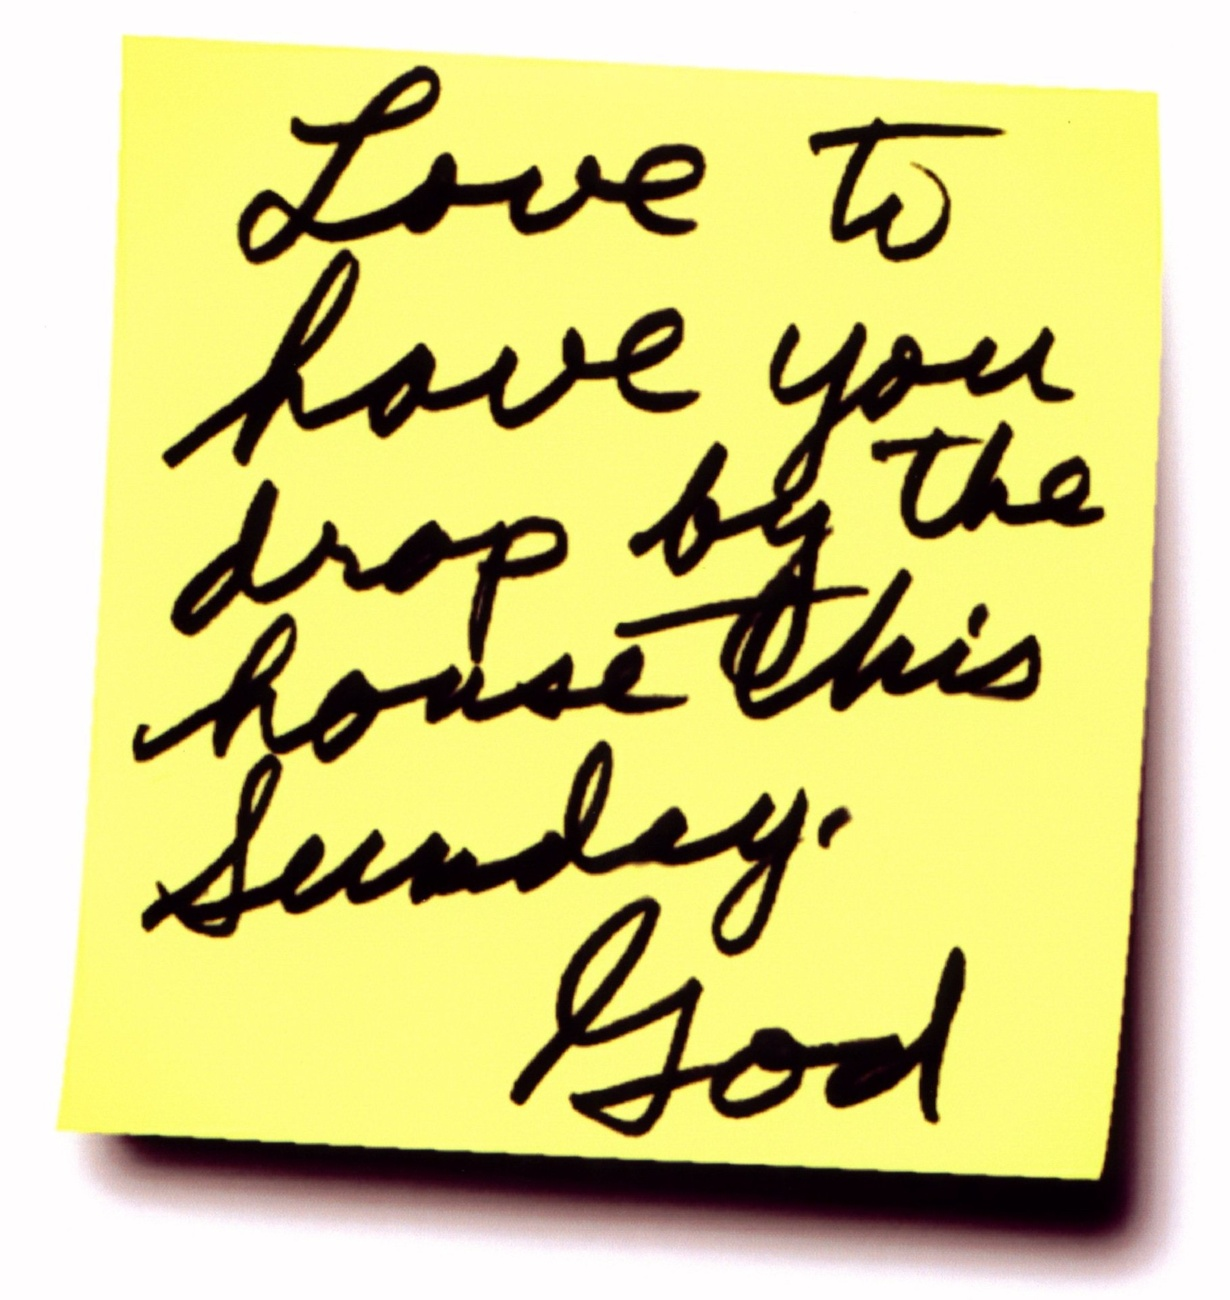 Love to
have you
drop by the
house this
Sunday.
God